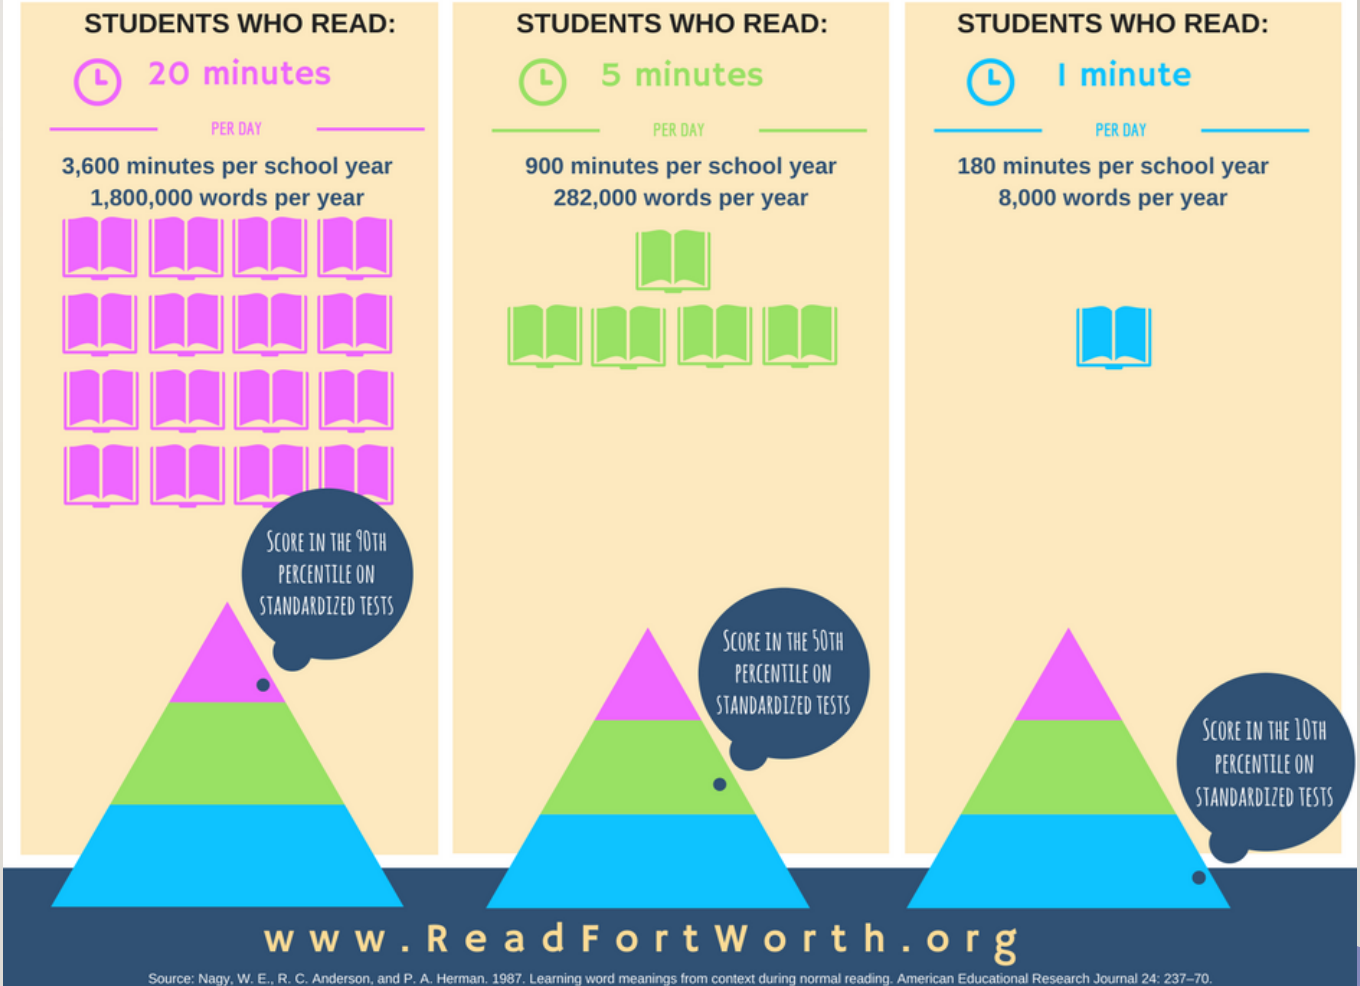 STUDENTS WHO READ:
20 minutes
PER DAY
3,600 minutes per school year
1,800,000 words per year
SCORE IN THE 90TH
PERCENTILE ON
STANDARDIZED TESTS
STUDENTS WHO READ:
5 minutes
PER DAY
900 minutes per school year
282,000 words per year
SCORE IN THE 50TH
PERCENTILE ON
STANDARDIZED TESTS
STUDENTS WHO READ:
1 minute
PER DAY
180 minutes per school year
8,000 words per year
SCORE IN THE 10TH
PERCENTILE ON
STANDARDIZED TESTS
www.ReadFortWorth.org
Source: Nagy, W. E., R. C. Anderson, and P. A. Herman. 1987. Learning word meanings from context during normal reading. American Educational Research Journal 24: 237–70.